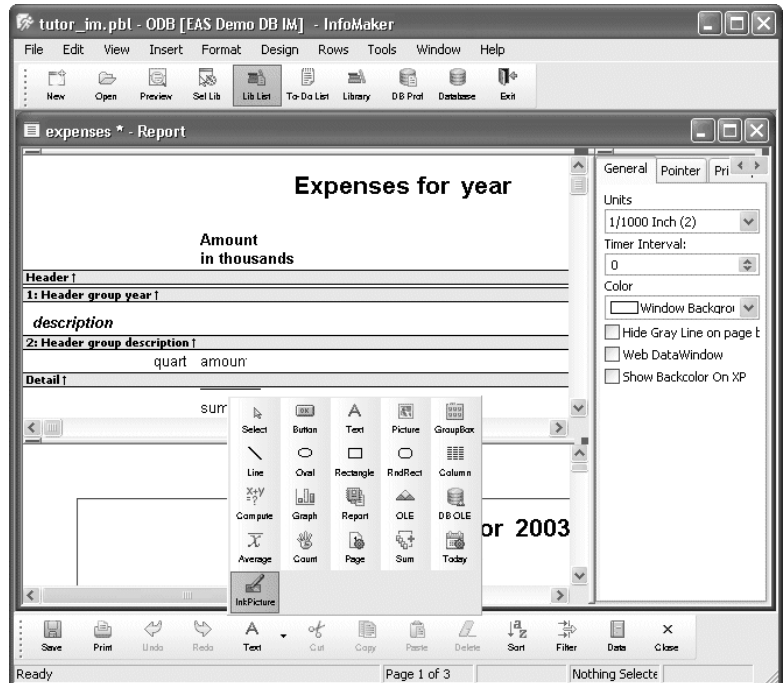 tutor_im.pbl - ODB [EAS Demo DB IM] - InfoMaker
File Edit View Insert Format Design Rows Tools Window Help
New Open Preview Sel Lib Lib List To-Do List Library DB Prof Database Exit
expenses * - Report
Expenses for year
Amount
in thousands
Header ↑
1: Header group year ↑
description
2: Header group description ↑
quart amoun
Detail ↑
sum
General Pointer Pri
Units
1/1000 Inch (2)
Timer Interval:
0
Color
Window Backgro
Hide Gray Line on page b
Web DataWindow
Show Backcolor On XP
Select Button Text Picture GroupBox
Line Oval Rectangle RndRect Column
Compute Graph Report OLE DB OLE
Average Count Page Sum Today
InkPicture
or 2003
Save Print Undo Redo Text Cut Copy Paste Delete Sort Filter Data Close
Ready Page 1 of 3 Nothing Selecte